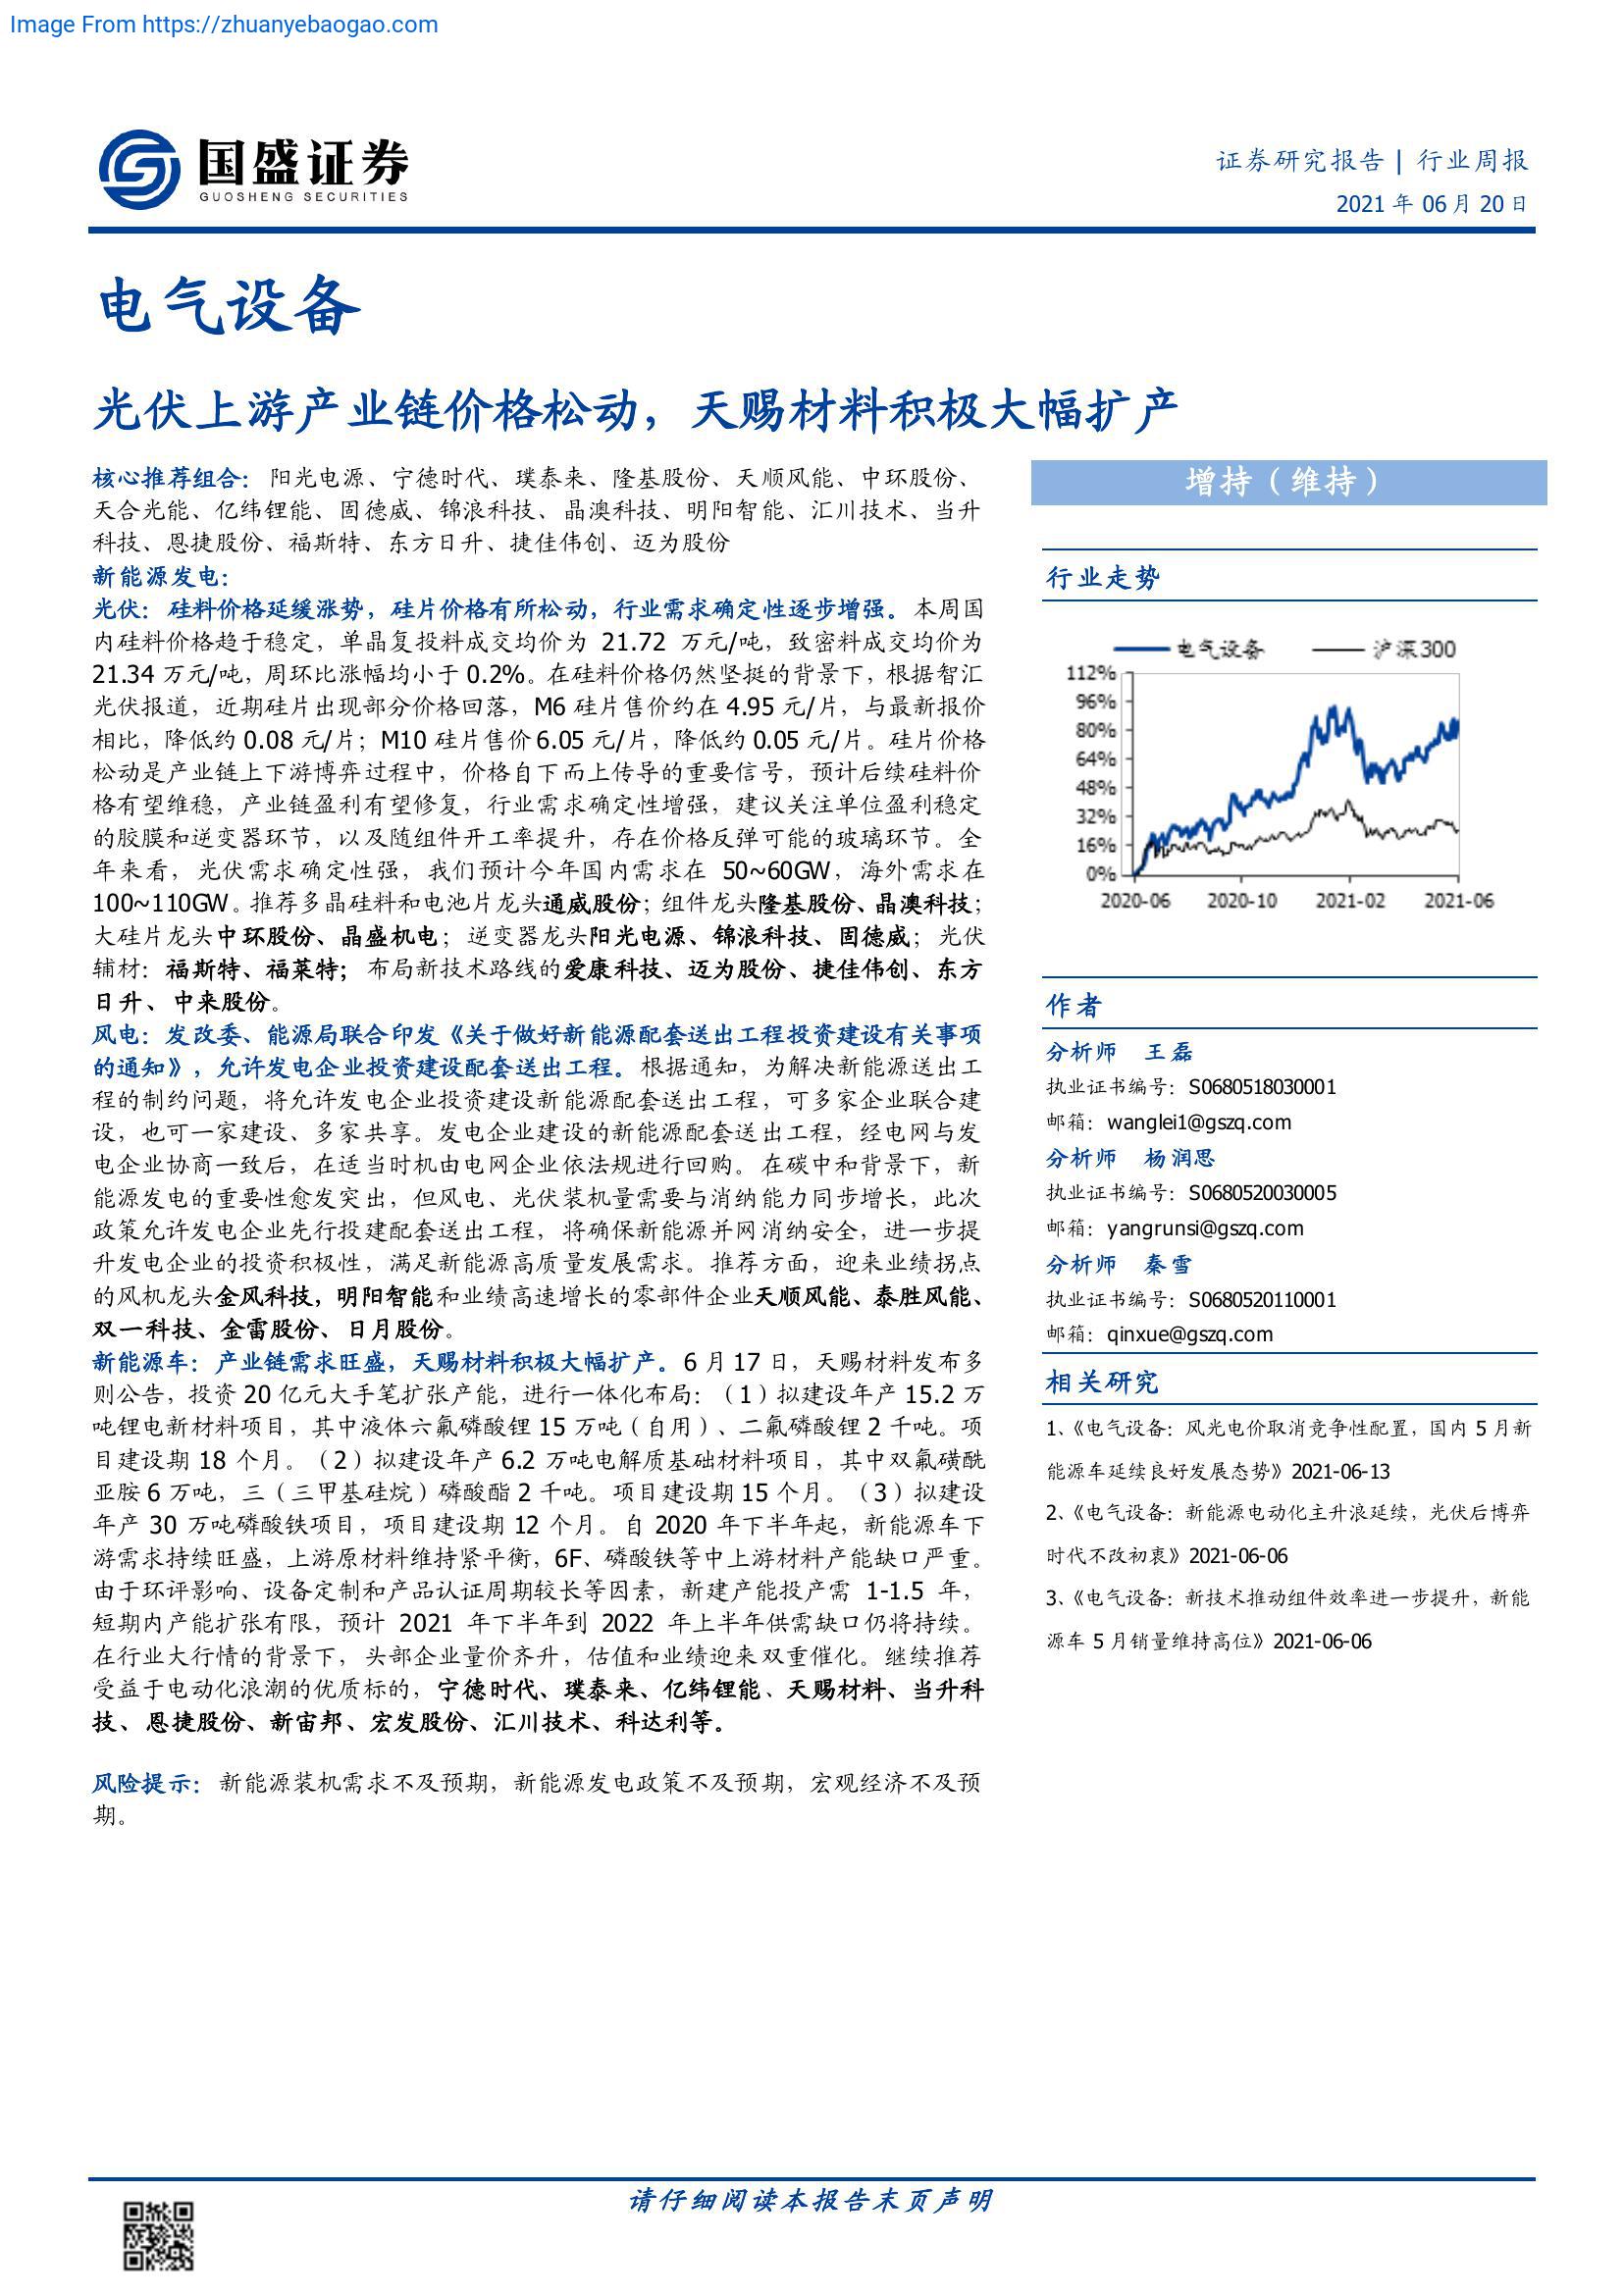 Image From https://zhuanyebaogao.com
国盛证券
GUOSHENG SECURITIES
证券研究报告 | 行业周报
2021 年 06 月 20 日
电气设备
光伏上游产业链价格松动，天赐材料积极大幅扩产
核心推荐组合：阳光电源、宁德时代、璞泰来、隆基股份、天顺风能、中环股份、
天合光能、亿纬锂能、固德威、锦浪科技、晶澳科技、明阳智能、汇川技术、当升
科技、恩捷股份、福斯特、东方日升、捷佳伟创、迈为股份
新能源发电：
光伏：硅料价格延缓涨势，硅片价格有所松动，行业需求确定性逐步增强。本周国
内硅料价格趋于稳定，单晶复投料成交均价为 21.72 万元/吨，致密料成交均价为
21.34 万元/吨，周环比涨幅均小于 0.2%。在硅料价格仍然坚挺的背景下，根据智汇
光伏报道，近期硅片出现部分价格回落，M6 硅片售价约在 4.95 元/片，与最新报价
相比，降低约 0.08 元/片；M10 硅片售价 6.05 元/片，降低约 0.05 元/片。硅片价格
松动是产业链上下游博弈过程中，价格自下而上传导的重要信号，预计后续硅料价
格有望维稳，产业链盈利有望修复，行业需求确定性增强，建议关注单位盈利稳定
的胶膜和逆变器环节，以及随组件开工率提升，存在价格反弹可能的玻璃环节。全
年来看，光伏需求确定性强，我们预计今年国内需求在 50~60GW，海外需求在
100~110GW。推荐多晶硅料和电池片龙头通威股份；组件龙头隆基股份、晶澳科技；
大硅片龙头中环股份、晶盛机电；逆变器龙头阳光电源、锦浪科技、固德威；光伏
辅材：福斯特、福莱特；布局新技术路线的爱康科技、迈为股份、捷佳伟创、东方
日升、中来股份。
风电：发改委、能源局联合印发《关于做好新能源配套送出工程投资建设有关事项
的通知》，允许发电企业投资建设配套送出工程。根据通知，为解决新能源送出工
程的制约问题，将允许发电企业投资建设新能源配套送出工程，可多家企业联合建
设，也可一家建设、多家共享。发电企业建设的新能源配套送出工程，经电网与发
电企业协商一致后，在适当时机由电网企业依法规进行回购。在碳中和背景下，新
能源发电的重要性愈发突出，但风电、光伏装机量需要与消纳能力同步增长，此次
政策允许发电企业先行投建配套送出工程，将确保新能源并网消纳安全，进一步提
升发电企业的投资积极性，满足新能源高质量发展需求。推荐方面，迎来业绩拐点
的风机龙头金风科技，明阳智能和业绩高速增长的零部件企业天顺风能、泰胜风能、
双一科技、金雷股份、日月股份。
新能源车：产业链需求旺盛，天赐材料积极大幅扩产。6 月 17 日，天赐材料发布多
则公告，投资 20 亿元大手笔扩张产能，进行一体化布局：（1）拟建设年产 15.2 万
吨锂电新材料项目，其中液体六氟磷酸锂 15 万吨（自用）、二氟磷酸锂 2 千吨。项
目建设期 18 个月。（2）拟建设年产 6.2 万吨电解质基础材料项目，其中双氟磺酰
亚胺 6 万吨，三（三甲基硅烷）磷酸酯 2 千吨。项目建设期 15 个月。（3）拟建设
年产 30 万吨磷酸铁项目，项目建设期 12 个月。自 2020 年下半年起，新能源车下
游需求持续旺盛，上游原材料维持紧平衡，6F、磷酸铁等中上游材料产能缺口严重。
由于环评影响、设备定制和产品认证周期较长等因素，新建产能投产需 1-1.5 年，
短期内产能扩张有限，预计 2021 年下半年到 2022 年上半年供需缺口仍将持续。
在行业大行情的背景下，头部企业量价齐升，估值和业绩迎来双重催化。继续推荐
受益于电动化浪潮的优质标的，宁德时代、璞泰来、亿纬锂能、天赐材料、当升科
技、恩捷股份、新宙邦、宏发股份、汇川技术、科达利等。
风险提示：新能源装机需求不及预期，新能源发电政策不及预期，宏观经济不及预
期。
增持（维持）
行业走势
电气设备 沪深300
112%
96%
80%
64%
48%
32%
16%
0%
2020-06 2020-10 2021-02 2021-06
作者
分析师 王磊
执业证书编号：S0680518030001
邮箱：wanglei1@gszq.com
分析师 杨润思
执业证书编号：S0680520030005
邮箱：yangrunsi@gszq.com
分析师 秦雪
执业证书编号：S0680520110001
邮箱：qinxue@gszq.com
相关研究
1、《电气设备：风光电价取消竞争性配置，国内 5 月新
能源车延续良好发展态势》2021-06-13
2、《电气设备：新能源电动化主升浪延续，光伏后博弈
时代不改初衷》2021-06-06
3、《电气设备：新技术推动组件效率进一步提升，新能
源车 5 月销量维持高位》2021-06-06
请仔细阅读本报告末页声明